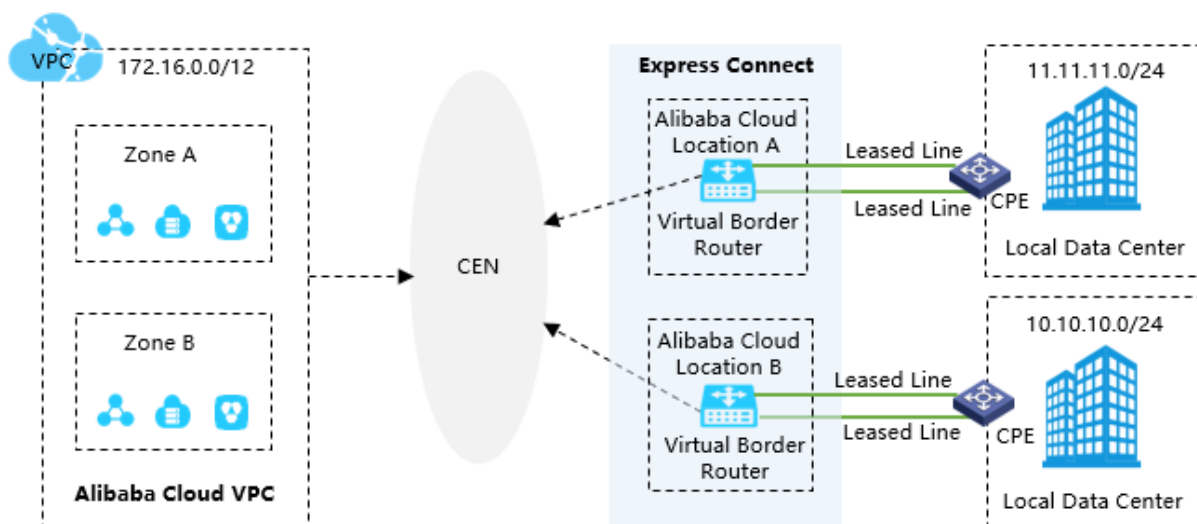 VPC
172.16.0.0/12
Zone A
Zone B
Alibaba Cloud VPC
CEN
Express Connect
Alibaba Cloud
Location A
Virtual Border
Router
Alibaba Cloud
Location B
Virtual Border
Router
Leased Line
Leased Line
CPE
11.11.11.0/24
Local Data Center
Leased Line
Leased Line
CPE
10.10.10.0/24
Local Data Center